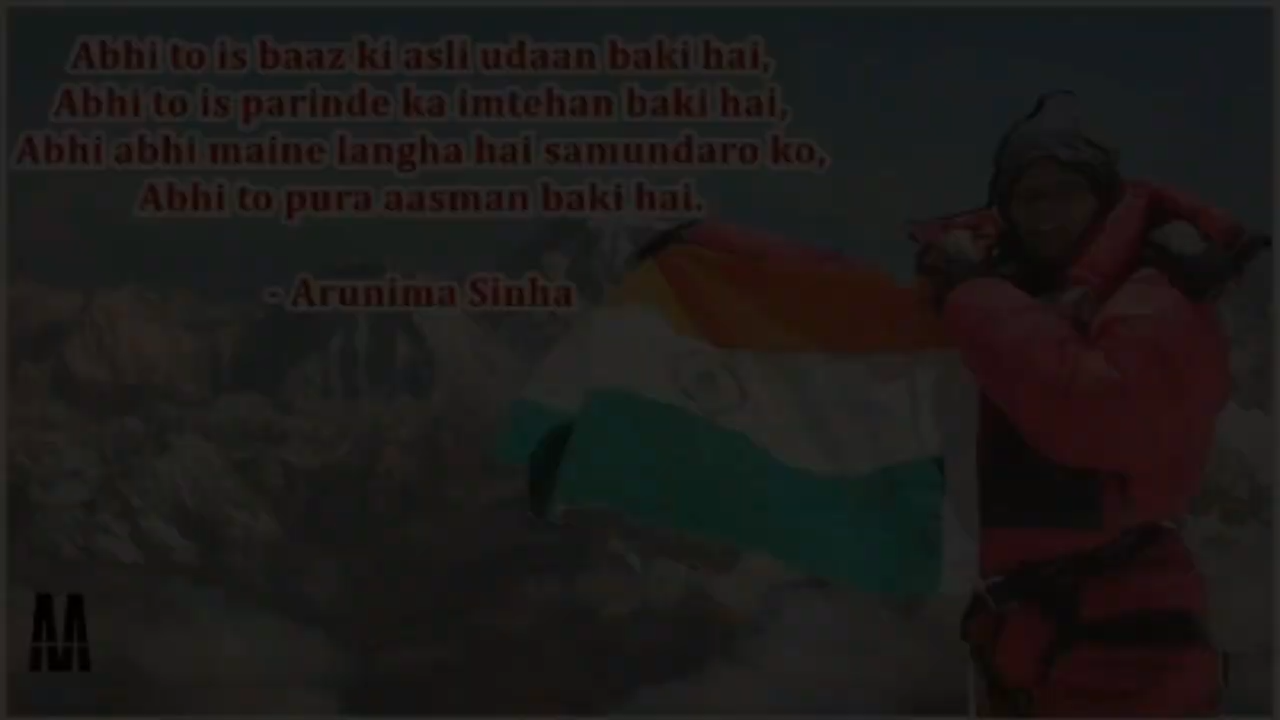 Abhi to is baaz ki asli udaan baki hai,
Abhi to is parinde ka imtehan baki hai,
Abhi abhi maine langha hai samundaro ko,
Abhi to pura aasman baki hai.
- Arunima Sinha